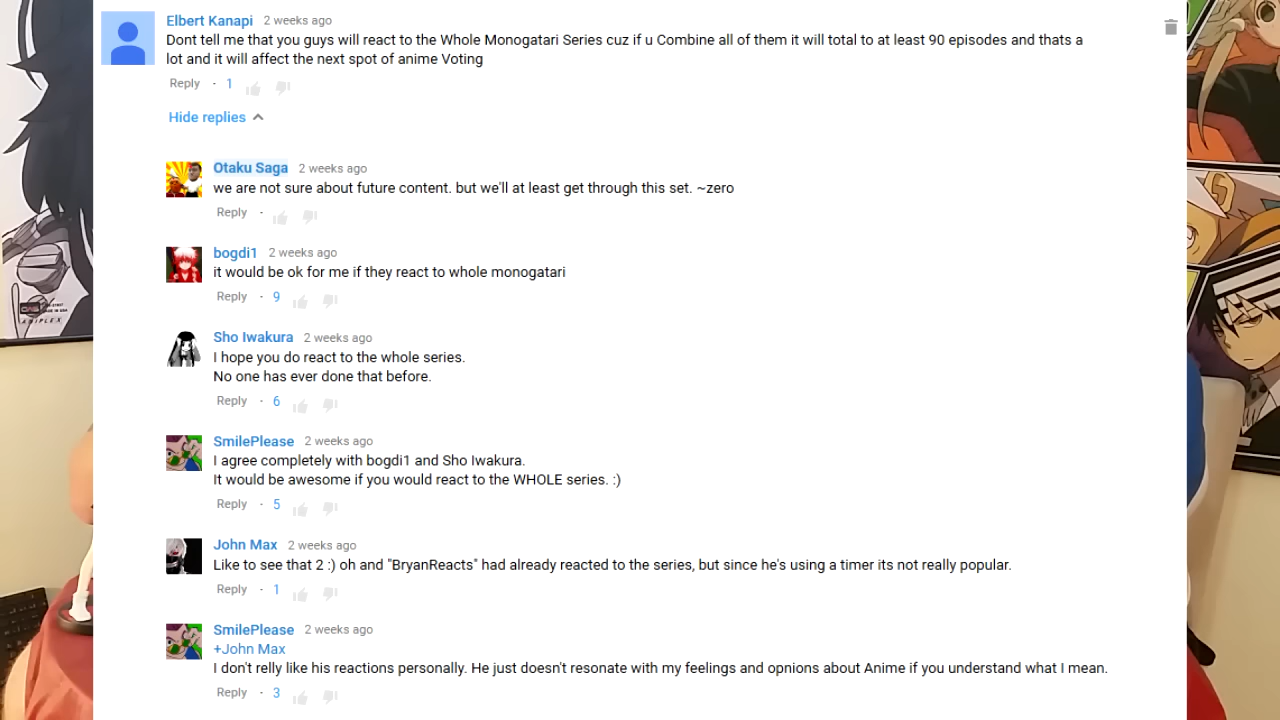 Elbert Kanapi 2 weeks ago
Dont tell me that you guys will react to the Whole Monogatari Series cuz if u Combine all of them it will total to at least 90 episodes and thats a
lot and it will affect the next spot of anime Voting
Reply · 1
Hide replies
Otaku Saga 2 weeks ago
we are not sure about future content. but we'll at least get through this set. ~zero
Reply ·
bogdi1 2 weeks ago
it would be ok for me if they react to whole monogatari
Reply · 9
Sho Iwakura 2 weeks ago
I hope you do react to the whole series.
No one has ever done that before.
Reply · 6
SmilePlease 2 weeks ago
I agree completely with bogdi1 and Sho Iwakura.
It would be awesome if you would react to the WHOLE series. :)
Reply · 5
John Max 2 weeks ago
Like to see that 2 :) oh and "BryanReacts" had already reacted to the series, but since he's using a timer its not really popular.
Reply · 1
SmilePlease 2 weeks ago
+John Max
I don't relly like his reactions personally. He just doesn't resonate with my feelings and opnions about Anime if you understand what I mean.
Reply · 3
ANIPLEX